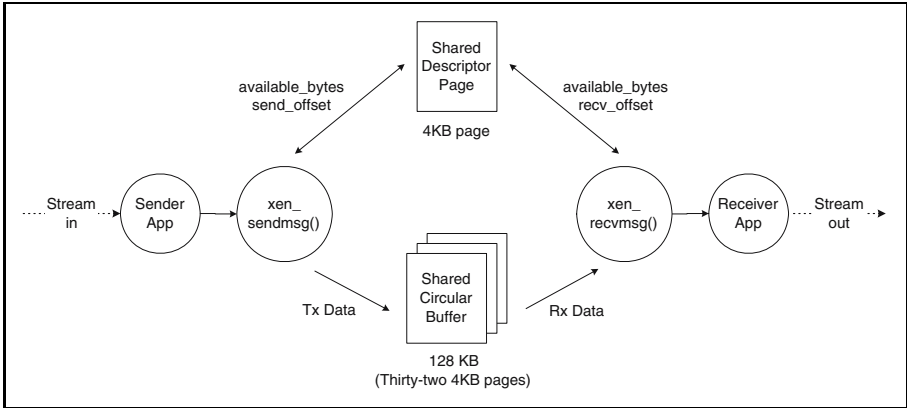 Shared
Descriptor
Page
4KB page
available_bytes
send_offset
available_bytes
recv_offset
Stream
in
Sender
App
xen_
sendmsg()
xen_
recvmsg()
Receiver
App
Stream
out
Tx Data
Shared
Circular
Buffer
Rx Data
128 KB
(Thirty-two 4KB pages)